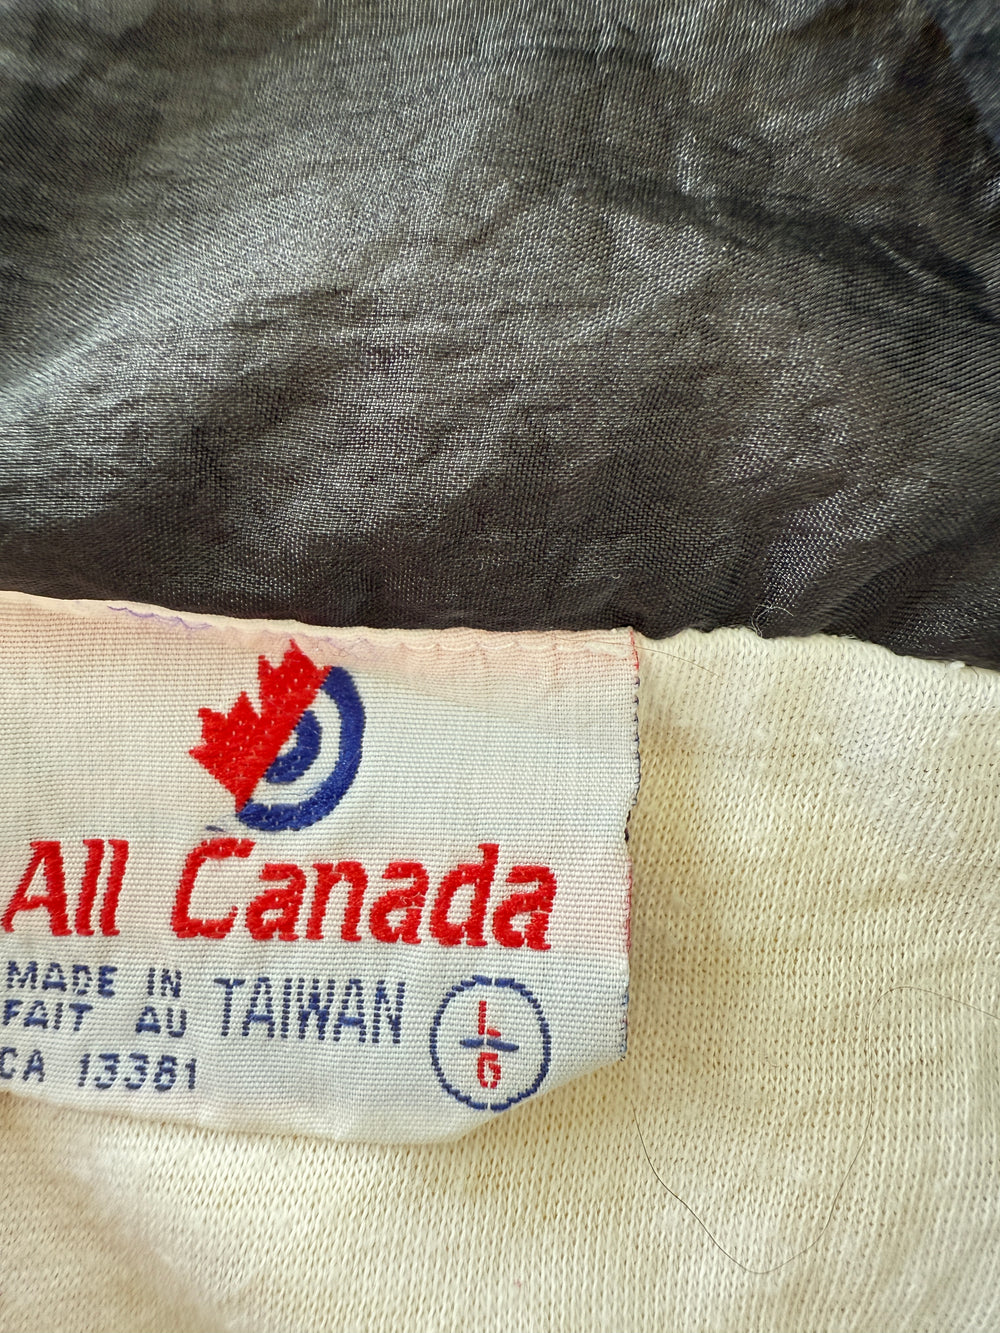 All Canada
MADE IN
FAIT AU
TAIWAN
CA 13381
L
G